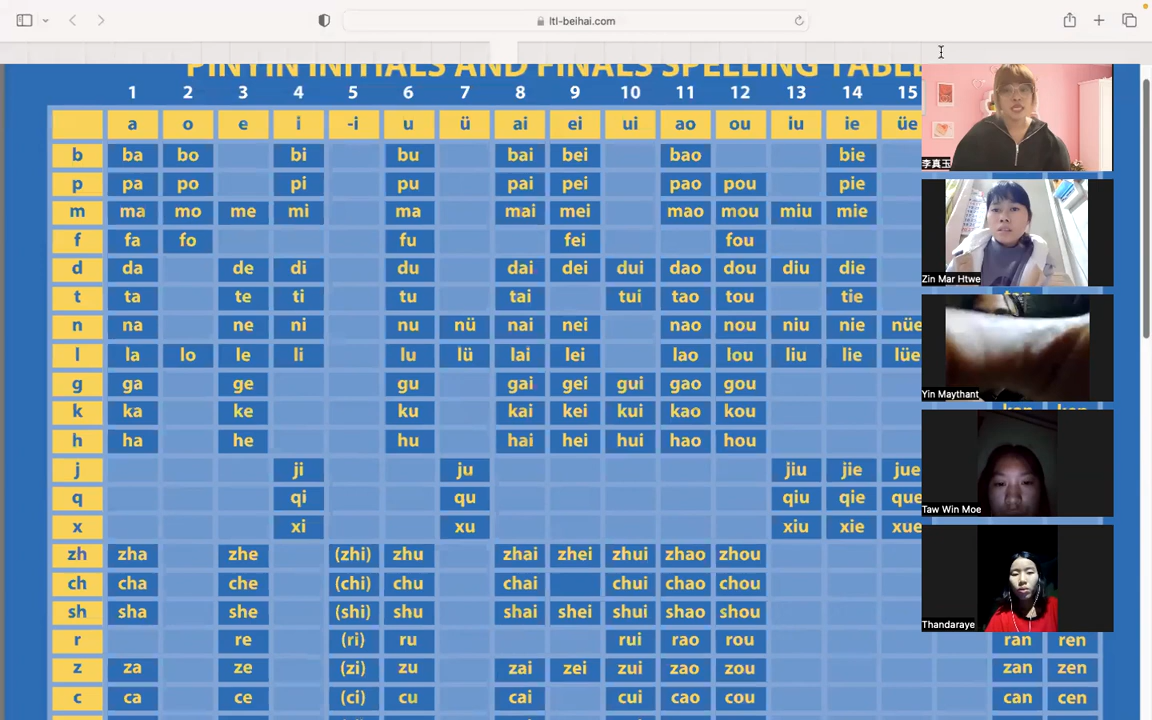 ltl-beihai.com
PINYIN INITIALS AND FINALS SPELLING TABLE
1 2 3 4 5 6 7 8 9 10 11 12 13 14 15
a o e i -i u ü ai ei ui ao ou iu ie üe
b ba bo bi bu bai bei bao bie
p pa po pi pu pai pei pao pou pie
m ma mo me mi ma mai mei mao mou miu mie
f fa fo fu fei fou
d da de di du dai dei dui dao dou diu die
t ta te ti tu tai tui tao tou tie
n na ne ni nu nü nai nei nao nou niu nie nüe
l la lo le li lu lü lai lei lao lou liu lie lüe
g ga ge gu gai gei gui gao gou
k ka ke ku kai kei kui kao kou
h ha he hu hai hei hui hao hou
j ji ju jiu jie jue
q qi qu qiu qie que
x xi xu xiu xie xue
zh zha zhe (zhi) zhu zhai zhei zhui zhao zhou
ch cha che (chi) chu chai chui chao chou
sh sha she (shi) shu shai shei shui shao shou
r re (ri) ru rui rao rou ran ren
z za ze (zi) zu zai zei zui zao zou zan zen
c ca ce (ci) cu cai cui cao cou can cen
李真玉
Zin Mar Htwe
Yin Maythant
Taw Win Moe
Thandaraye